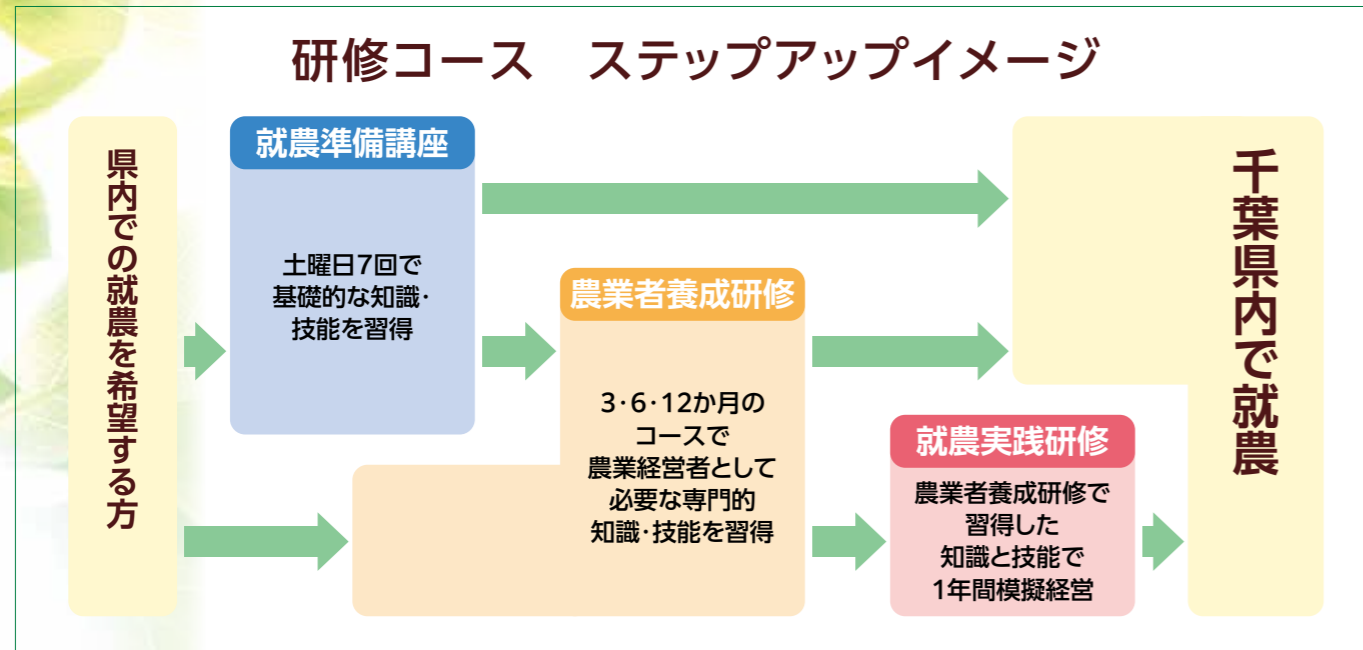 研修コース　ステップアップイメージ
県内での就農を希望する方
就農準備講座
土曜日7回で
基礎的な知識・
技能を習得
農業者養成研修
3・6・12か月の
コースで
農業経営者として
必要な専門的
知識・技能を習得
就農実践研修
農業者養成研修で
習得した
知識と技能で
1年間模擬経営
千葉県内で就農